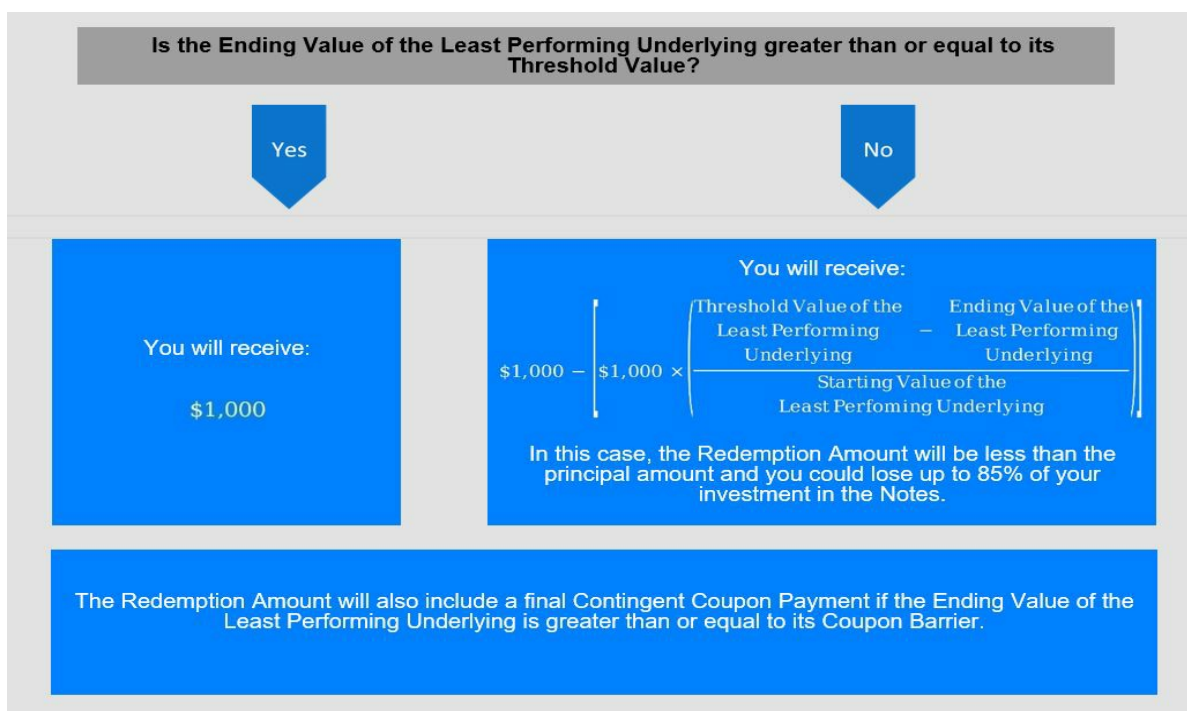 Is the Ending Value of the Least Performing Underlying greater than or equal to its
Threshold Value?
Yes
No
You will receive:
$1,000
You will receive:
$1,000 − [$1,000 × (Threshold Value of the Least Performing Underlying − Ending Value of the Least Performing Underlying / Starting Value of the Least Perfoming Underlying)]
In this case, the Redemption Amount will be less than the
principal amount and you could lose up to 85% of your
investment in the Notes.
The Redemption Amount will also include a final Contingent Coupon Payment if the Ending Value of the
Least Performing Underlying is greater than or equal to its Coupon Barrier.